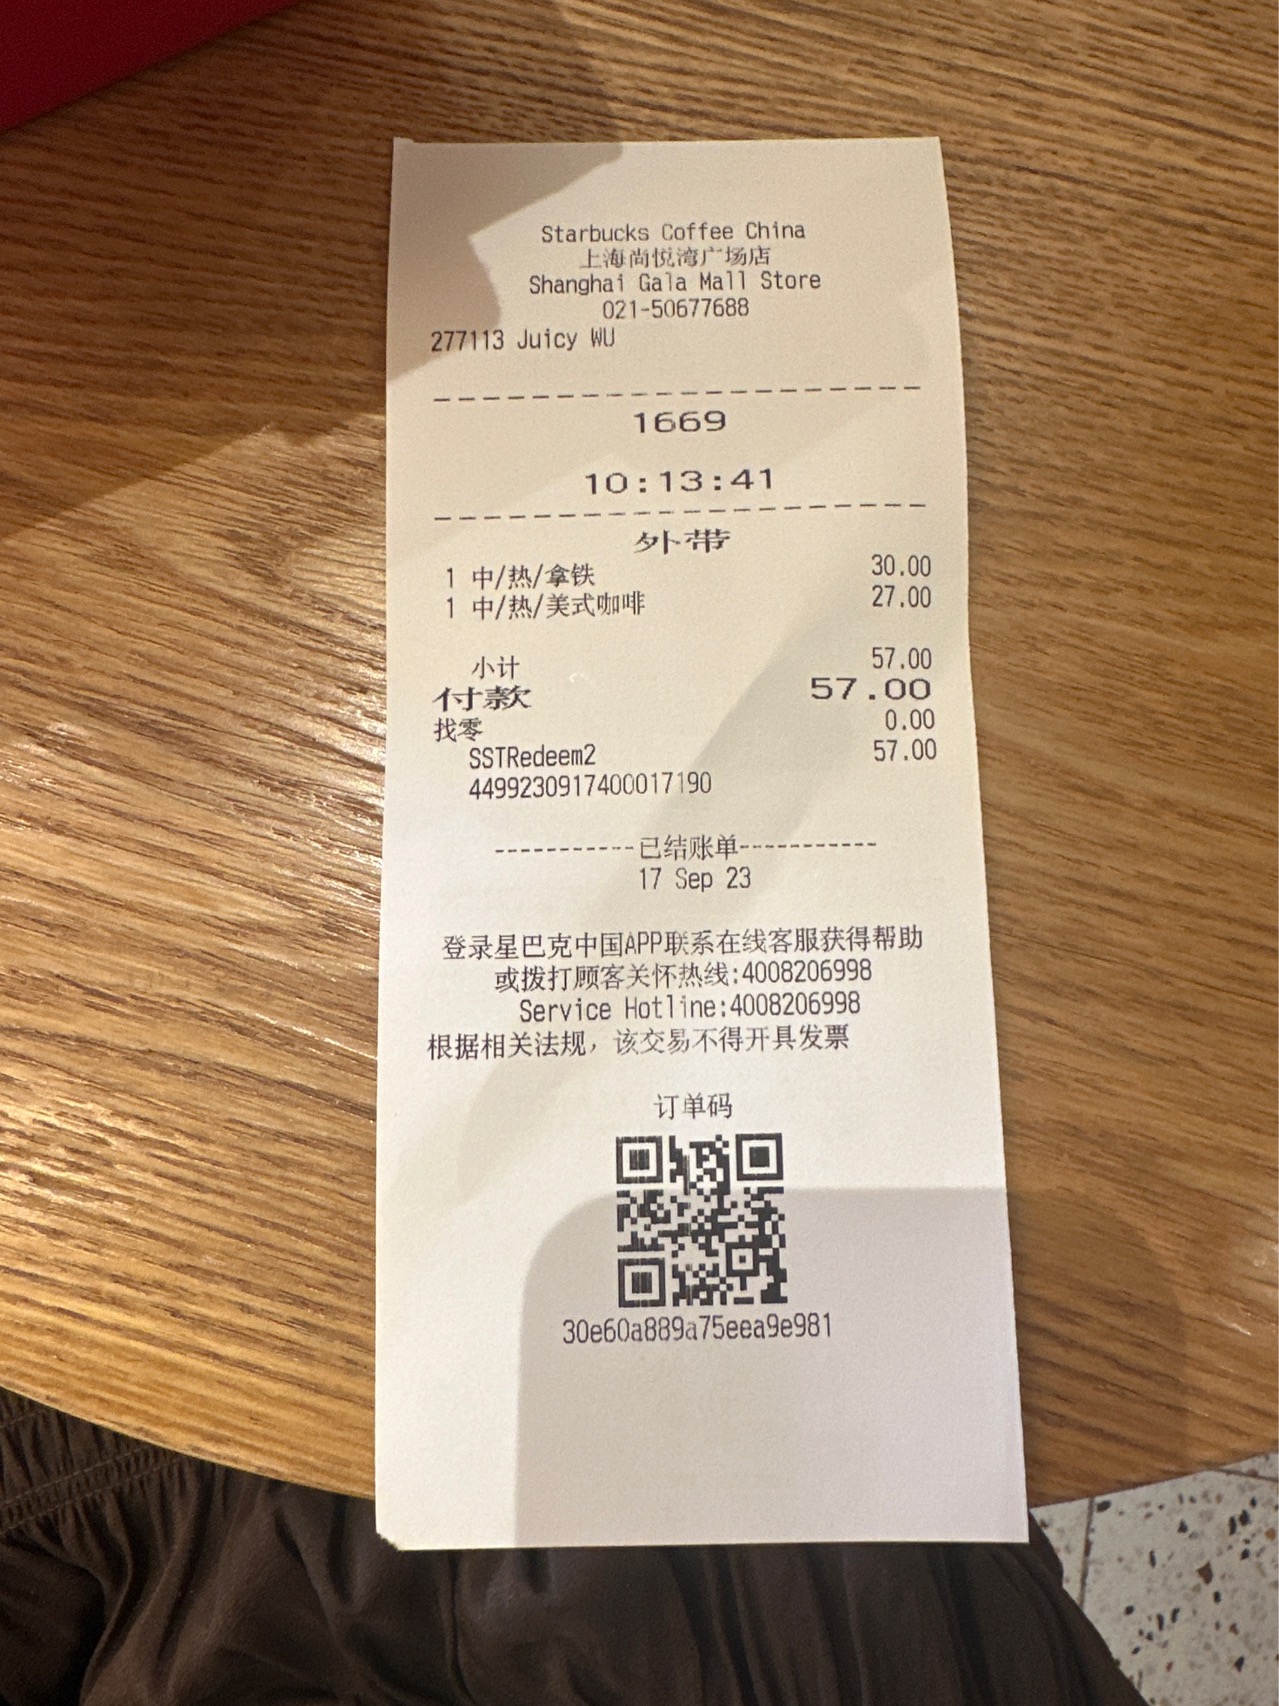 Starbucks Coffee China
上海尚悦湾广场店
Shanghai Gala Mall Store
021-50677688
277113 Juicy WU
--------------------
1669
10:13:41
--------------------
外带
1 中/热/拿铁 30.00
1 中/热/美式咖啡 27.00
小计 57.00
付款 57.00
找零 0.00
SSTRedeem2 57.00
4499230917400017190
-----------已结账单-----------
17 Sep 23
登录星巴克中国APP联系在线客服获得帮助
或拨打顾客关怀热线:4008206998
Service Hotline:4008206998
根据相关法规，该交易不得开具发票
订单码
30e60a889a75eea9e981